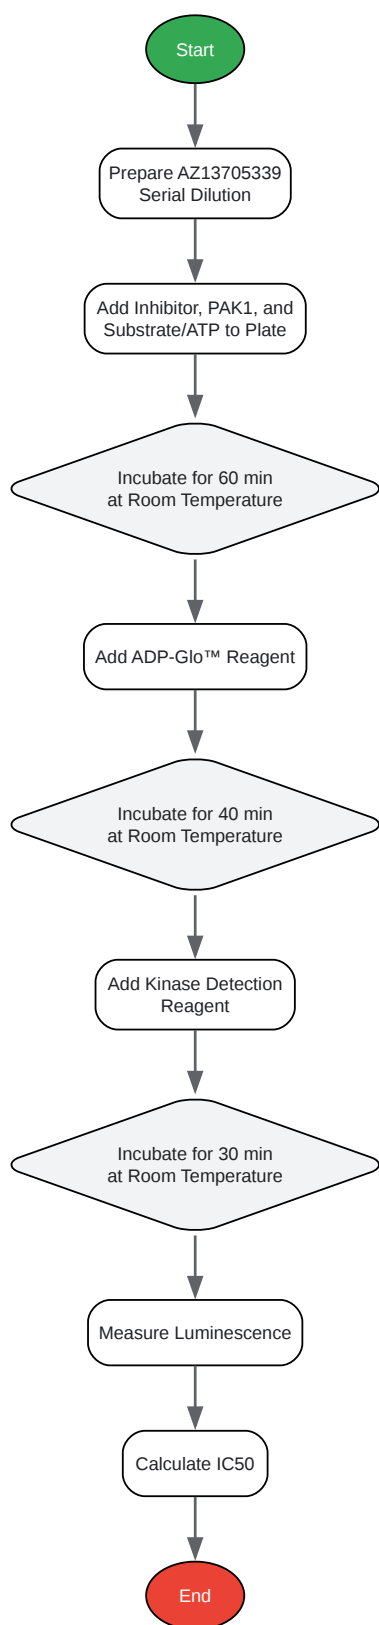 Start
Prepare AZ13705339
Serial Dilution
Add Inhibitor, PAK1, and
Substrate/ATP to Plate
Incubate for 60 min
at Room Temperature
Add ADP-Glo™ Reagent
Incubate for 40 min
at Room Temperature
Add Kinase Detection
Reagent
Incubate for 30 min
at Room Temperature
Measure Luminescence
Calculate IC50
End